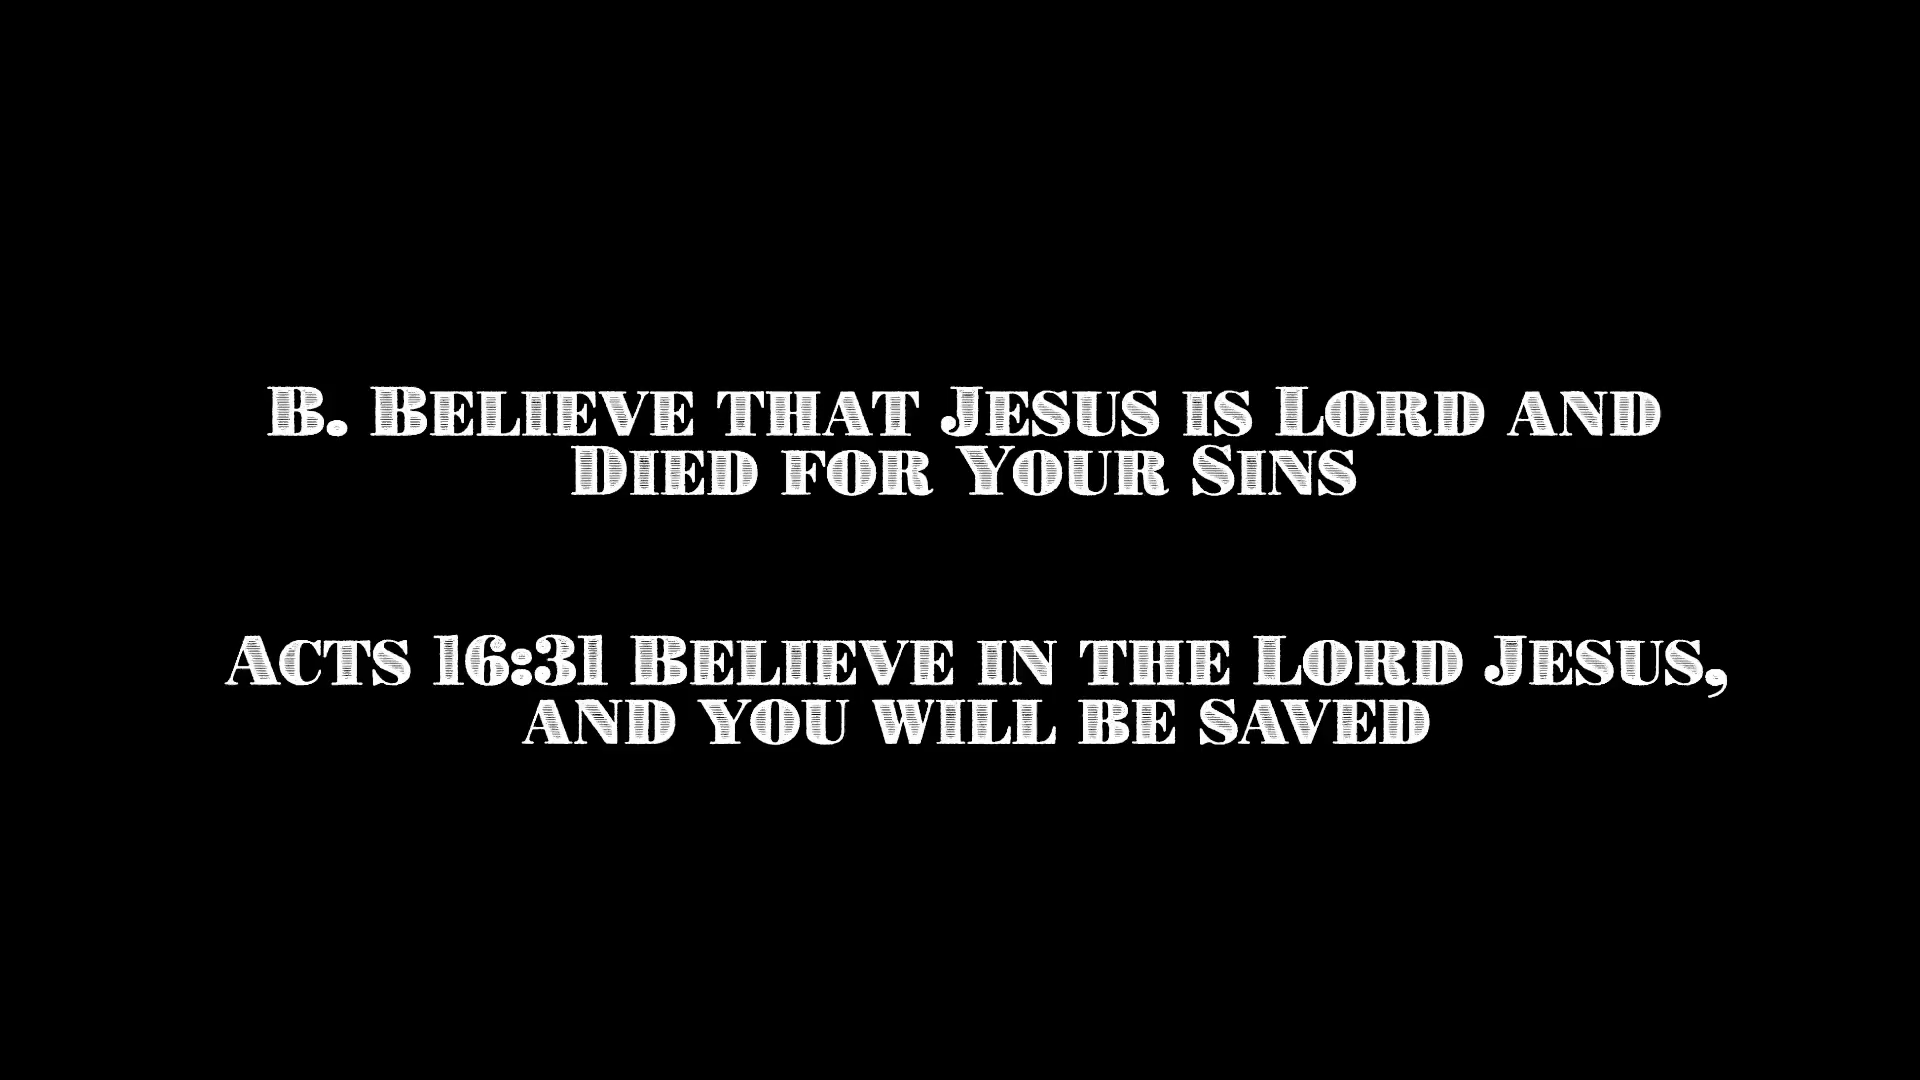 B. Believe that Jesus is Lord and
Died for Your Sins
Acts 16:31 Believe in the Lord Jesus,
and you will be Saved